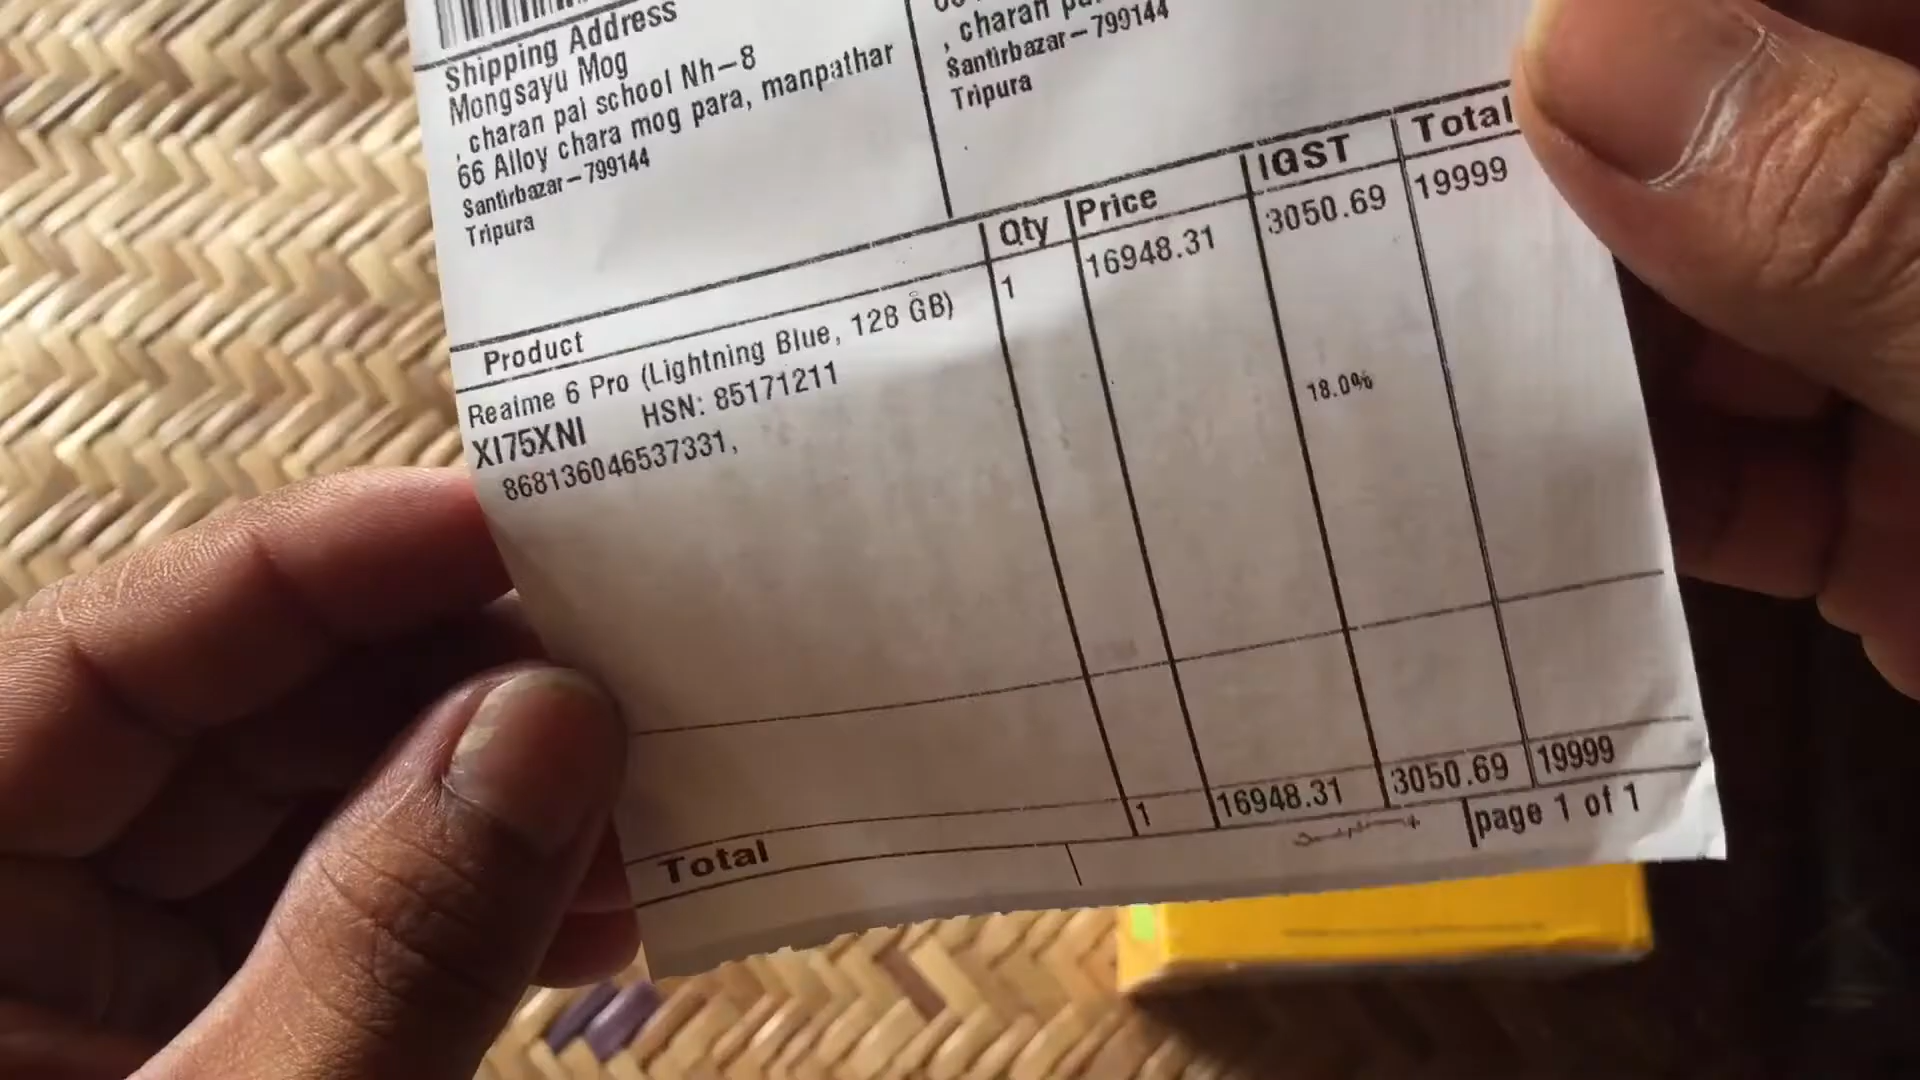 Shipping Address
Mongsayu Mog
, charan pal school Nh-8
66 Alloy chara mog para, manpathar
Santirbazar-799144
Tripura
, charan
Santirbazar-799144
Tripura
Product Qty Price IGST Total
Realme 6 Pro (Lightning Blue, 128 GB) 1 16948.31 3050.69 19999
XI75XNI HSN: 85171211 18.0%
868136046537331,
Total 1 16948.31 3050.69 19999
page 1 of 1